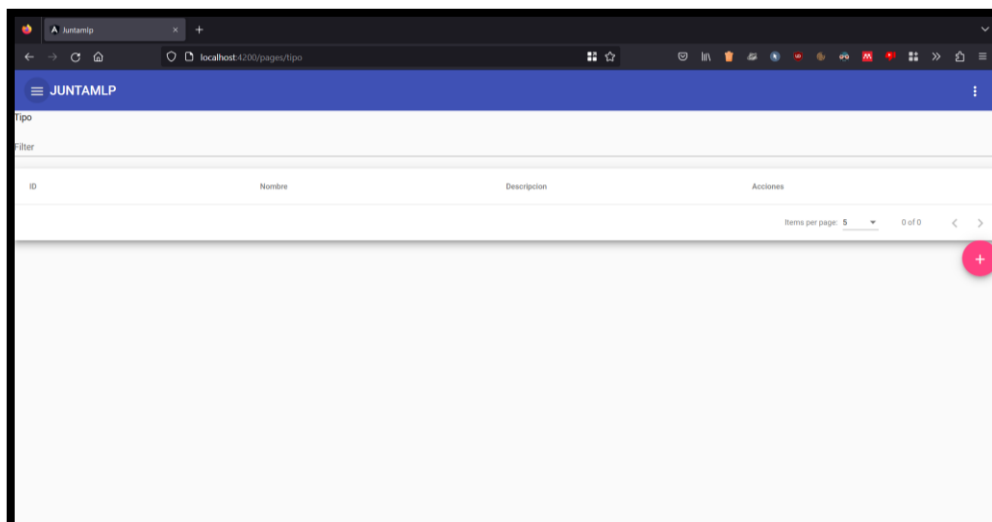 Juntamlp
localhost:4200/pages/tipo
JUNTAMLP
Tipo
Filter
ID Nombre Descripcion Acciones
Items per page: 5 0 of 0